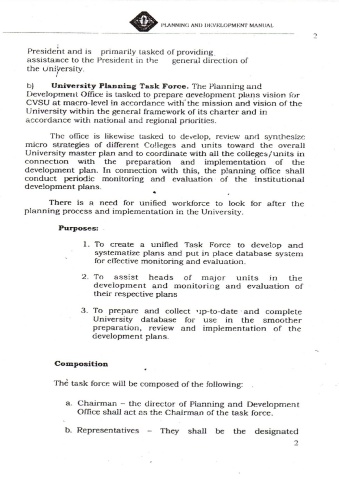 PLANNING AND DEVELOPMENT MANUAL
2
President and is primarily tasked of providing
assistance to the President in the general direction of
the university.
b) University Planning Task Force. The Planning and
Development Office is tasked to prepare development plans vision for
CVSU at macro-level in accordance with the mission and vision of the
University within the general framework of its charter and in
accordance with national and regional priorities.
The office is likewise tasked to develop, review and synthesize
micro strategies of different Colleges and units toward the overall
University master plan and to coordinate with all the colleges/units in
connection with the preparation and implementation of the
development plan. In connection with this, the planning office shall
conduct periodic monitoring and evaluation of the institutional
development plans.
There is a need for unified workforce to look for after the
planning process and implementation in the University.
Purposes:
1. To create a unified Task Force to develop and
systematize plans and put in place database system
for effective monitoring and evaluation.
2. To assist heads of major units in the
development and monitoring and evaluation of
their respective plans
3. To prepare and collect up-to-date and complete
University database for use in the smoother
preparation, review and implementation of the
development plans.
Composition
The task force will be composed of the following:
a. Chairman – the director of Planning and Development
Office shall act as the Chairman of the task force.
b. Representatives – They shall be the designated
2